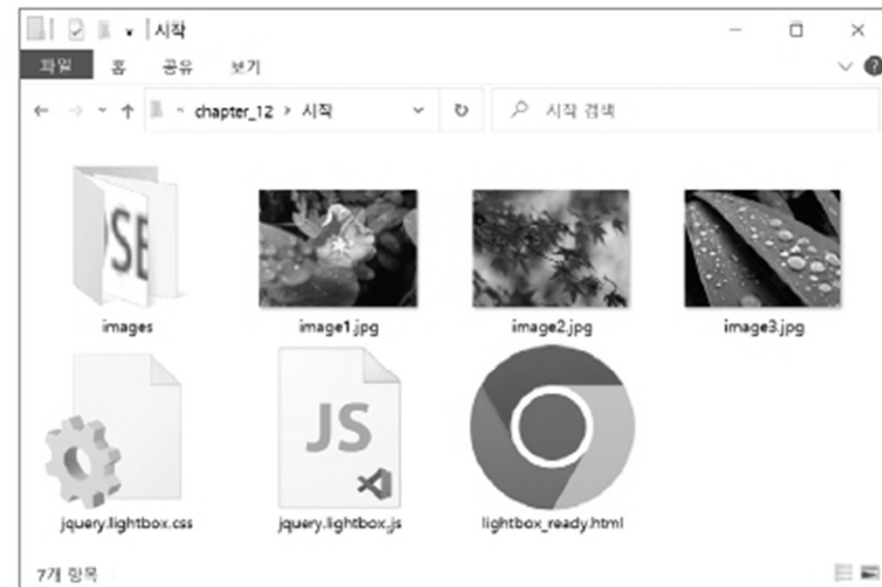 시작
파일 홈 공유 보기
chapter_12 > 시작
시작 검색
images
image1.jpg
image2.jpg
image3.jpg
JS
jquery.lightbox.css
jquery.lightbox.js
lightbox_ready.html
7개 항목